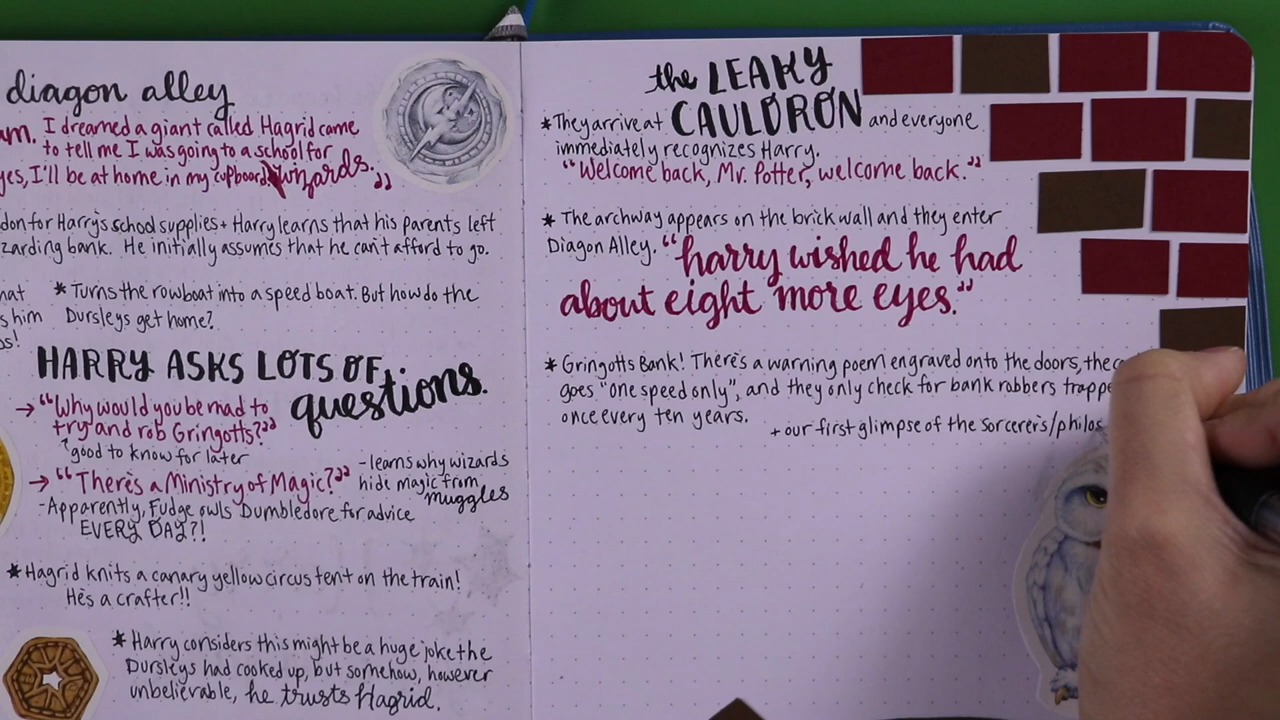 diagon alley
am. I dreamed a giant called Hagrid came
to tell me I was going to a school for
yes, I'll be at home in my cupboard. wizards."
don for Harry's school supplies + Harry learns that his parents left
zarding bank. He initially assumes that he can't afford to go.
hat
s him
* Turns the rowboat into a speed boat. But how do the
Dursleys get home?
HARRY ASKS LOTS OF
questions.
→ "Why would you be mad to
try and rob Gringotts?"
↑ good to know for later
→ "There's a Ministry of Magic?"
- learns why wizards
hide magic from
muggles
- Apparently, Fudge owls Dumbledore for advice
EVERY DAY?!
* Hagrid knits a canary yellow circus tent on the train!
He's a crafter!!
* Harry considers this might be a huge joke the
Dursleys had cooked up, but somehow, however
unbelievable, he trusts Hagrid.
the LEAKY
CAULDRON
* They arrive at and everyone
immediately recognizes Harry.
"Welcome back, Mr. Potter, welcome back."
* The archway appears on the brick wall and they enter
Diagon Alley. "harry wished he had
about eight more eyes."
* Gringotts Bank! There's a warning poem engraved onto the doors, the ca
goes "one speed only", and they only check for bank robbers trappe
once every ten years.
+ our first glimpse of the Sorcerer's/philos